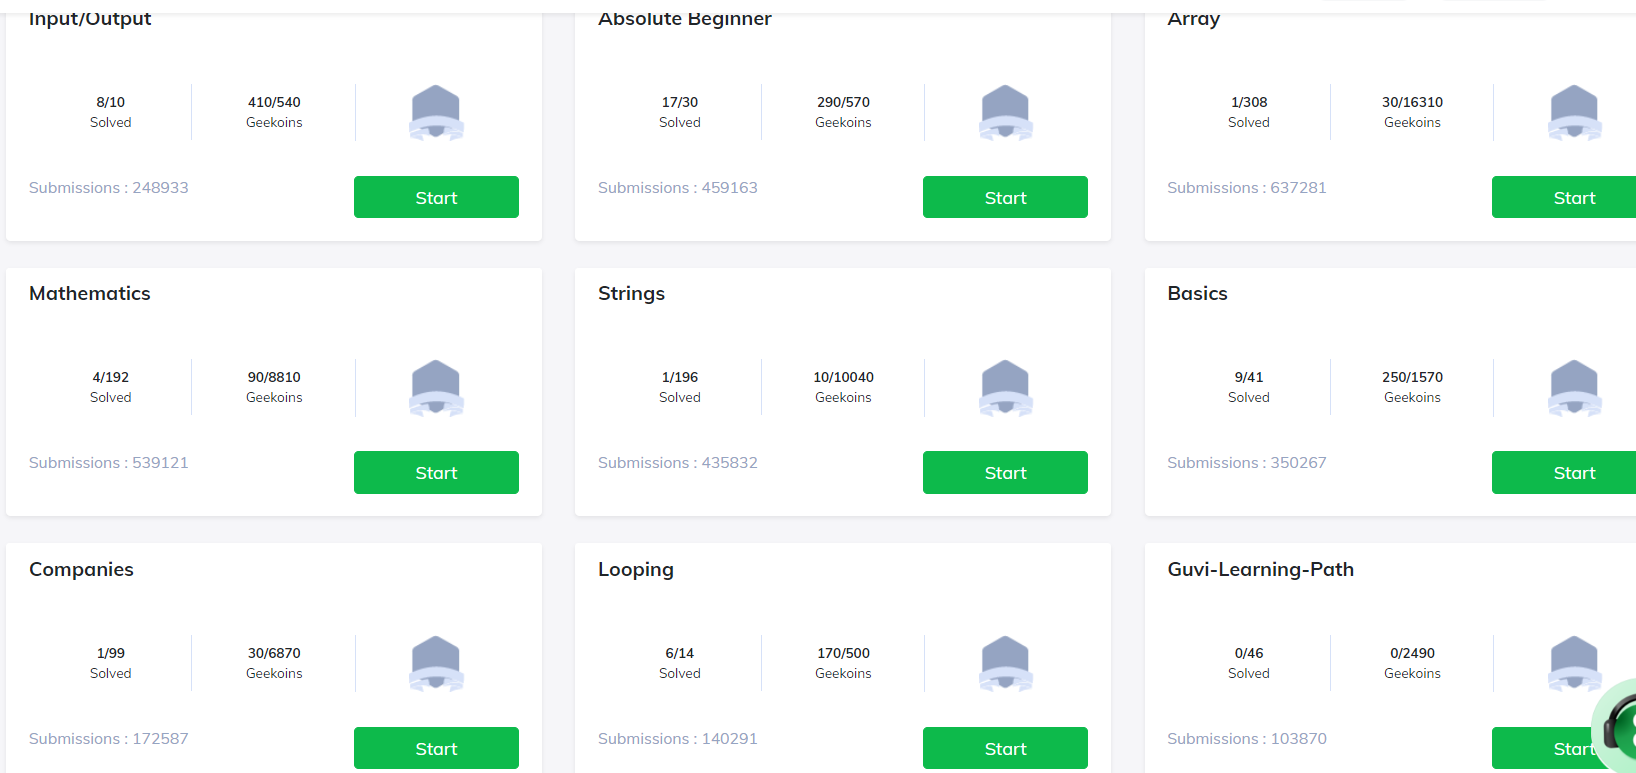 Input/Output
8/10
Solved
410/540
Geekoins
Submissions : 248933
Start
Absolute Beginner
17/30
Solved
290/570
Geekoins
Submissions : 459163
Start
Array
1/308
Solved
30/16310
Geekoins
Submissions : 637281
Start
Mathematics
4/192
Solved
90/8810
Geekoins
Submissions : 539121
Start
Strings
1/196
Solved
10/10040
Geekoins
Submissions : 435832
Start
Basics
9/41
Solved
250/1570
Geekoins
Submissions : 350267
Start
Companies
1/99
Solved
30/6870
Geekoins
Submissions : 172587
Start
Looping
6/14
Solved
170/500
Geekoins
Submissions : 140291
Start
Guvi-Learning-Path
0/46
Solved
0/2490
Geekoins
Submissions : 103870
Start